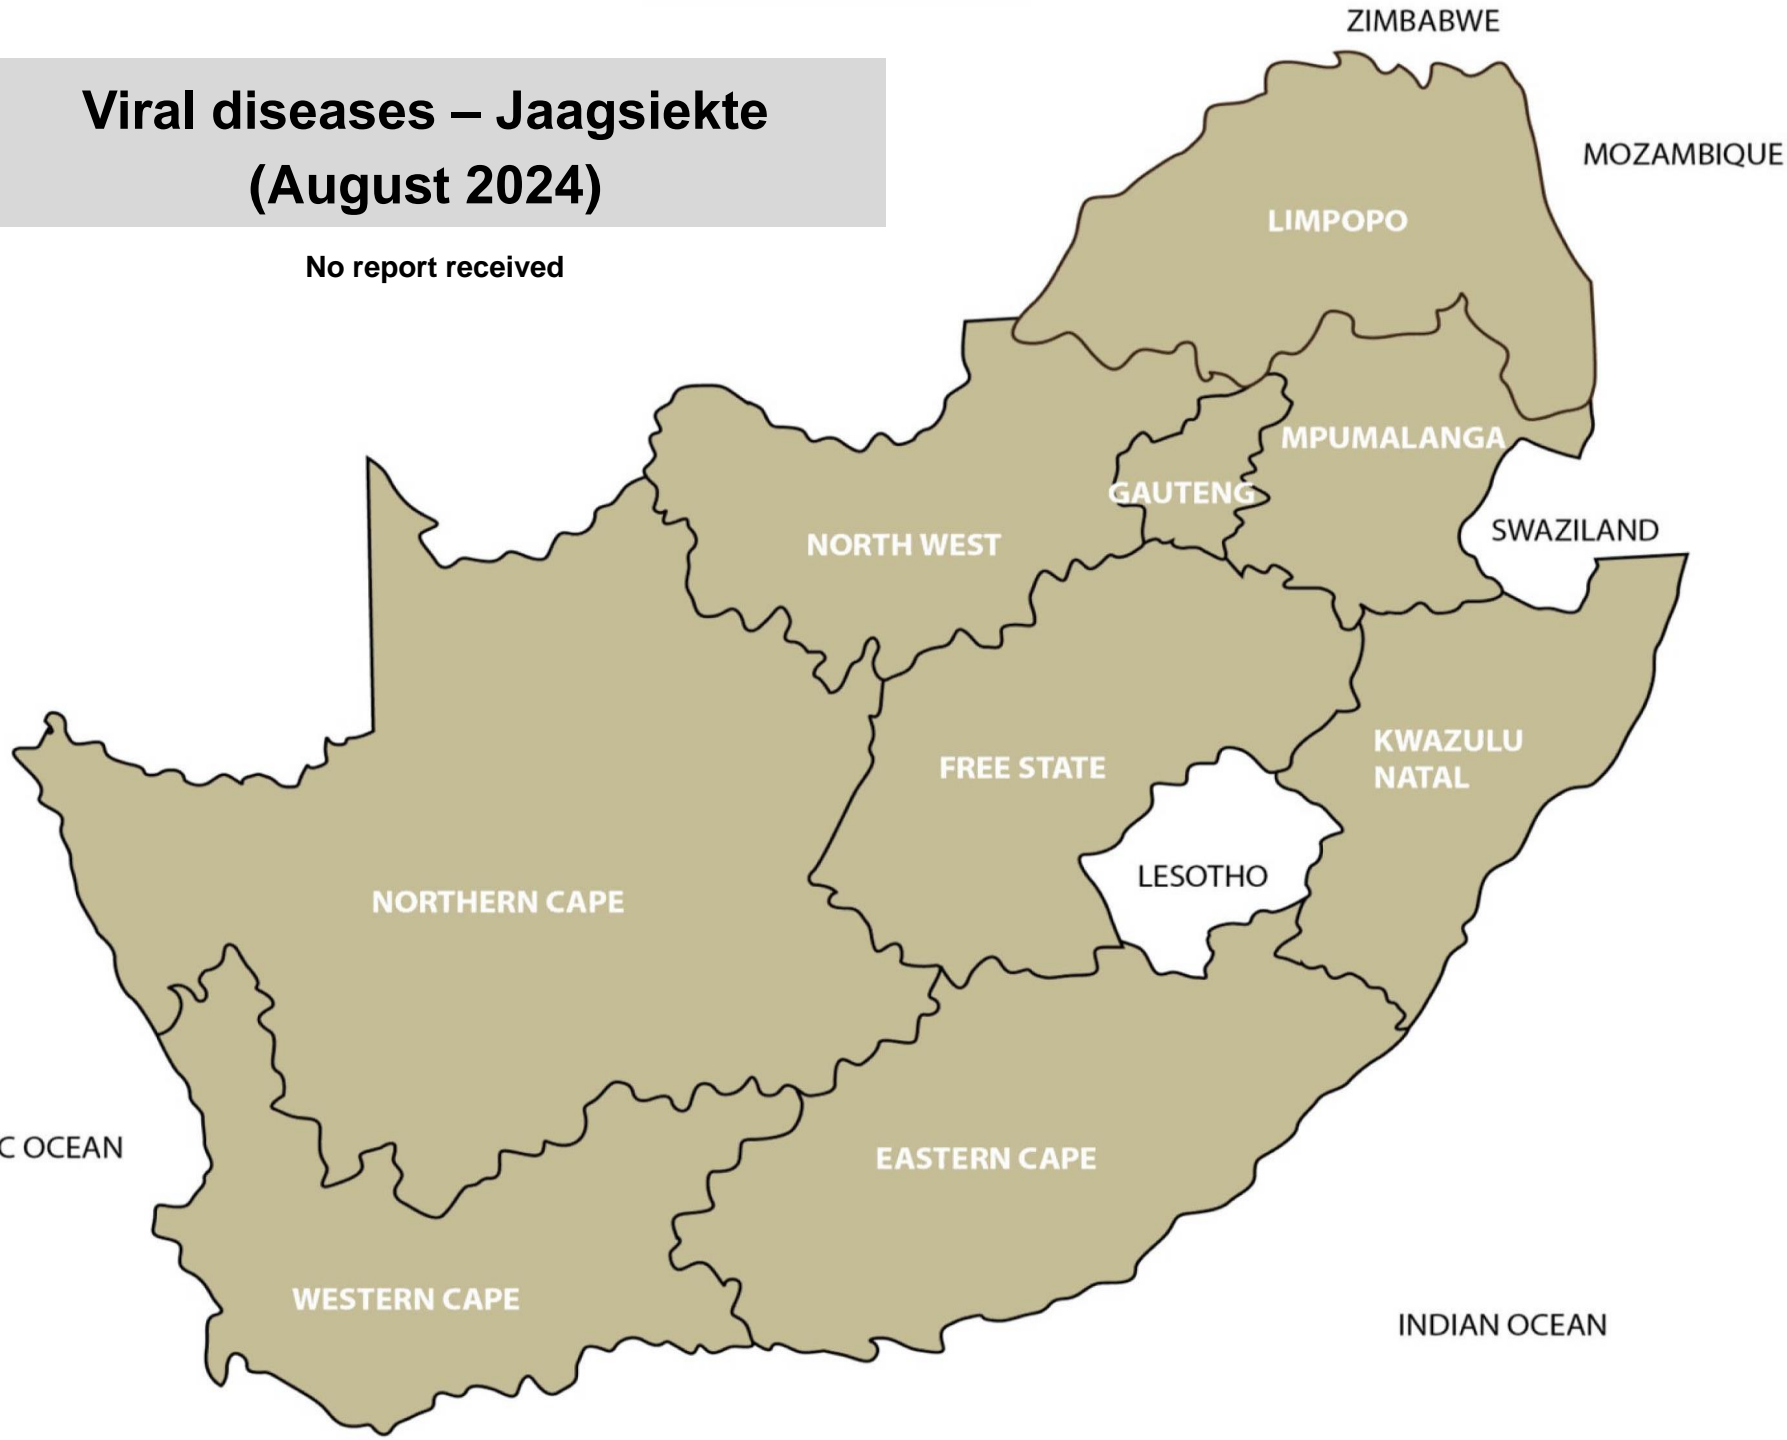 ZIMBABWE
Viral diseases – Jaagsiekte
(August 2024)
MOZAMBIQUE
LIMPOPO
No report received
MPUMALANGA
GAUTENG
SWAZILAND
NORTH WEST
KWAZULU
NATAL
FREE STATE
LESOTHO
NORTHERN CAPE
C OCEAN
EASTERN CAPE
WESTERN CAPE
INDIAN OCEAN